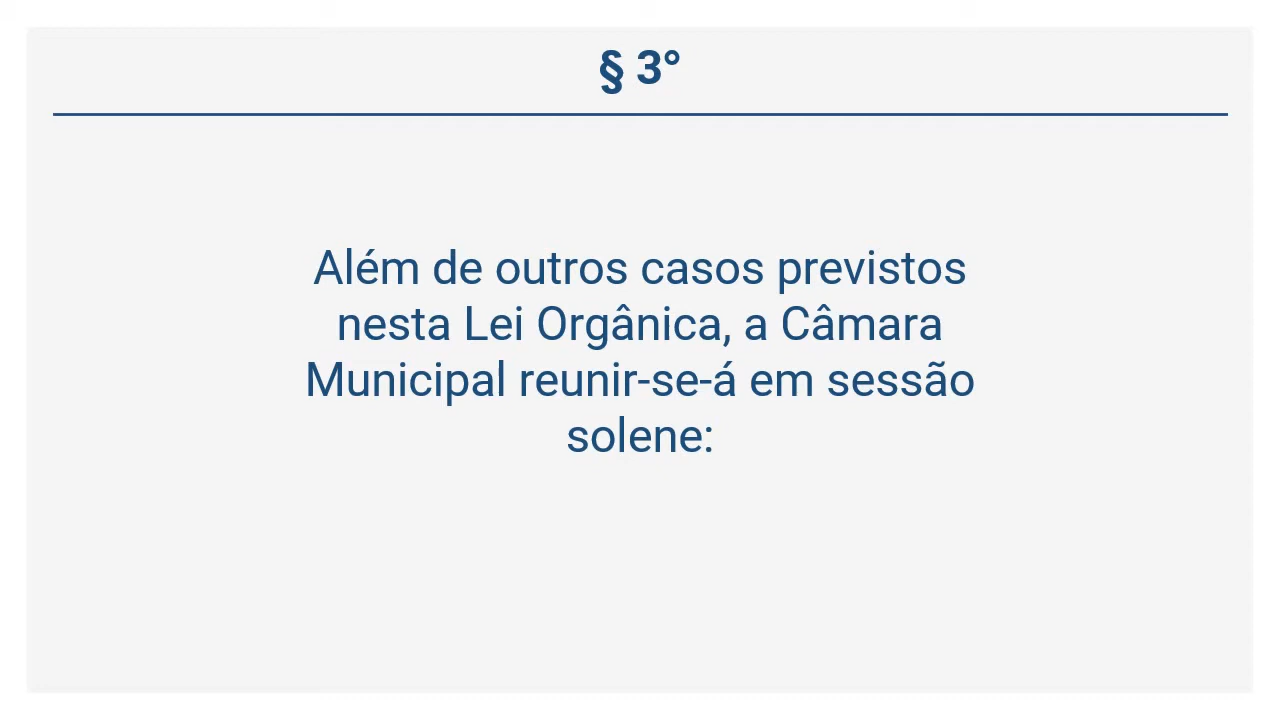 § 3°
Além de outros casos previstos
nesta Lei Orgânica, a Câmara
Municipal reunir-se-á em sessão
solene: